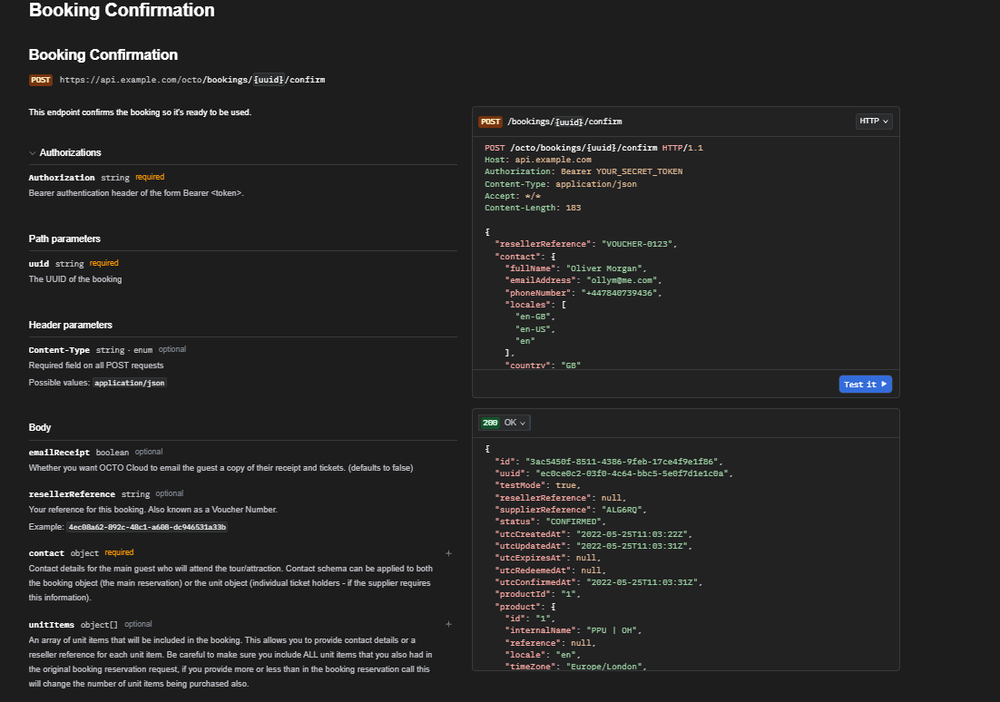 Booking Confirmation
Booking Confirmation
POST https://api.example.com/octo/bookings/{uuid}/confirm
This endpoint confirms the booking so it's ready to be used.
Authorizations
Authorization string required
Bearer authentication header of the form Bearer <token>.
Path parameters
uuid string required
The UUID of the booking
Header parameters
Content-Type string · enum optional
Required field on all POST requests
Possible values: application/json
Body
emailReceipt boolean optional
Whether you want OCTO Cloud to email the guest a copy of their receipt and tickets. (defaults to false)
resellerReference string optional
Your reference for this booking. Also known as a Voucher Number.
Example: 4ec08a62-892c-48c1-a608-dc946531a33b
contact object required
Contact details for the main guest who will attend the tour/attraction. Contact schema can be applied to both
the booking object (the main reservation) or the unit object (individual ticket holders - if the supplier requires
this information).
unitItems object[] optional
An array of unit items that will be included in the booking. This allows you to provide contact details or a
reseller reference for each unit item. Be careful to make sure you include ALL unit items that you also had in
the original booking reservation request, if you provide more or less than in the booking reservation call this
will change the number of unit items being purchased also.
POST /bookings/{uuid}/confirm
HTTP
POST /octo/bookings/{uuid}/confirm HTTP/1.1
Host: api.example.com
Authorization: Bearer YOUR_SECRET_TOKEN
Content-Type: application/json
Accept: */*
Content-Length: 183
{
"resellerReference": "VOUCHER-0123",
"contact": {
"fullName": "Oliver Morgan",
"emailAddress": "ollym@me.com",
"phoneNumber": "+447840739436",
"locales": [
"en-GB",
"en-US",
"en"
],
"country": "GB"
Test it
200 OK
{
"id": "3ac5450f-8511-4386-9feb-17ce4f9e1f86",
"uuid": "ec0ce0c2-03f0-4c64-bbc5-5e0f7d1e1c0a",
"testMode": true,
"resellerReference": null,
"supplierReference": "ALG6RQ",
"status": "CONFIRMED",
"utcCreatedAt": "2022-05-25T11:03:22Z",
"utcUpdatedAt": "2022-05-25T11:03:31Z",
"utcExpiresAt": null,
"utcRedeemedAt": null,
"utcConfirmedAt": "2022-05-25T11:03:31Z",
"productId": "1",
"product": {
"id": "1",
"internalName": "PPU | OH",
"reference": null,
"locale": "en",
"timeZone": "Europe/London",